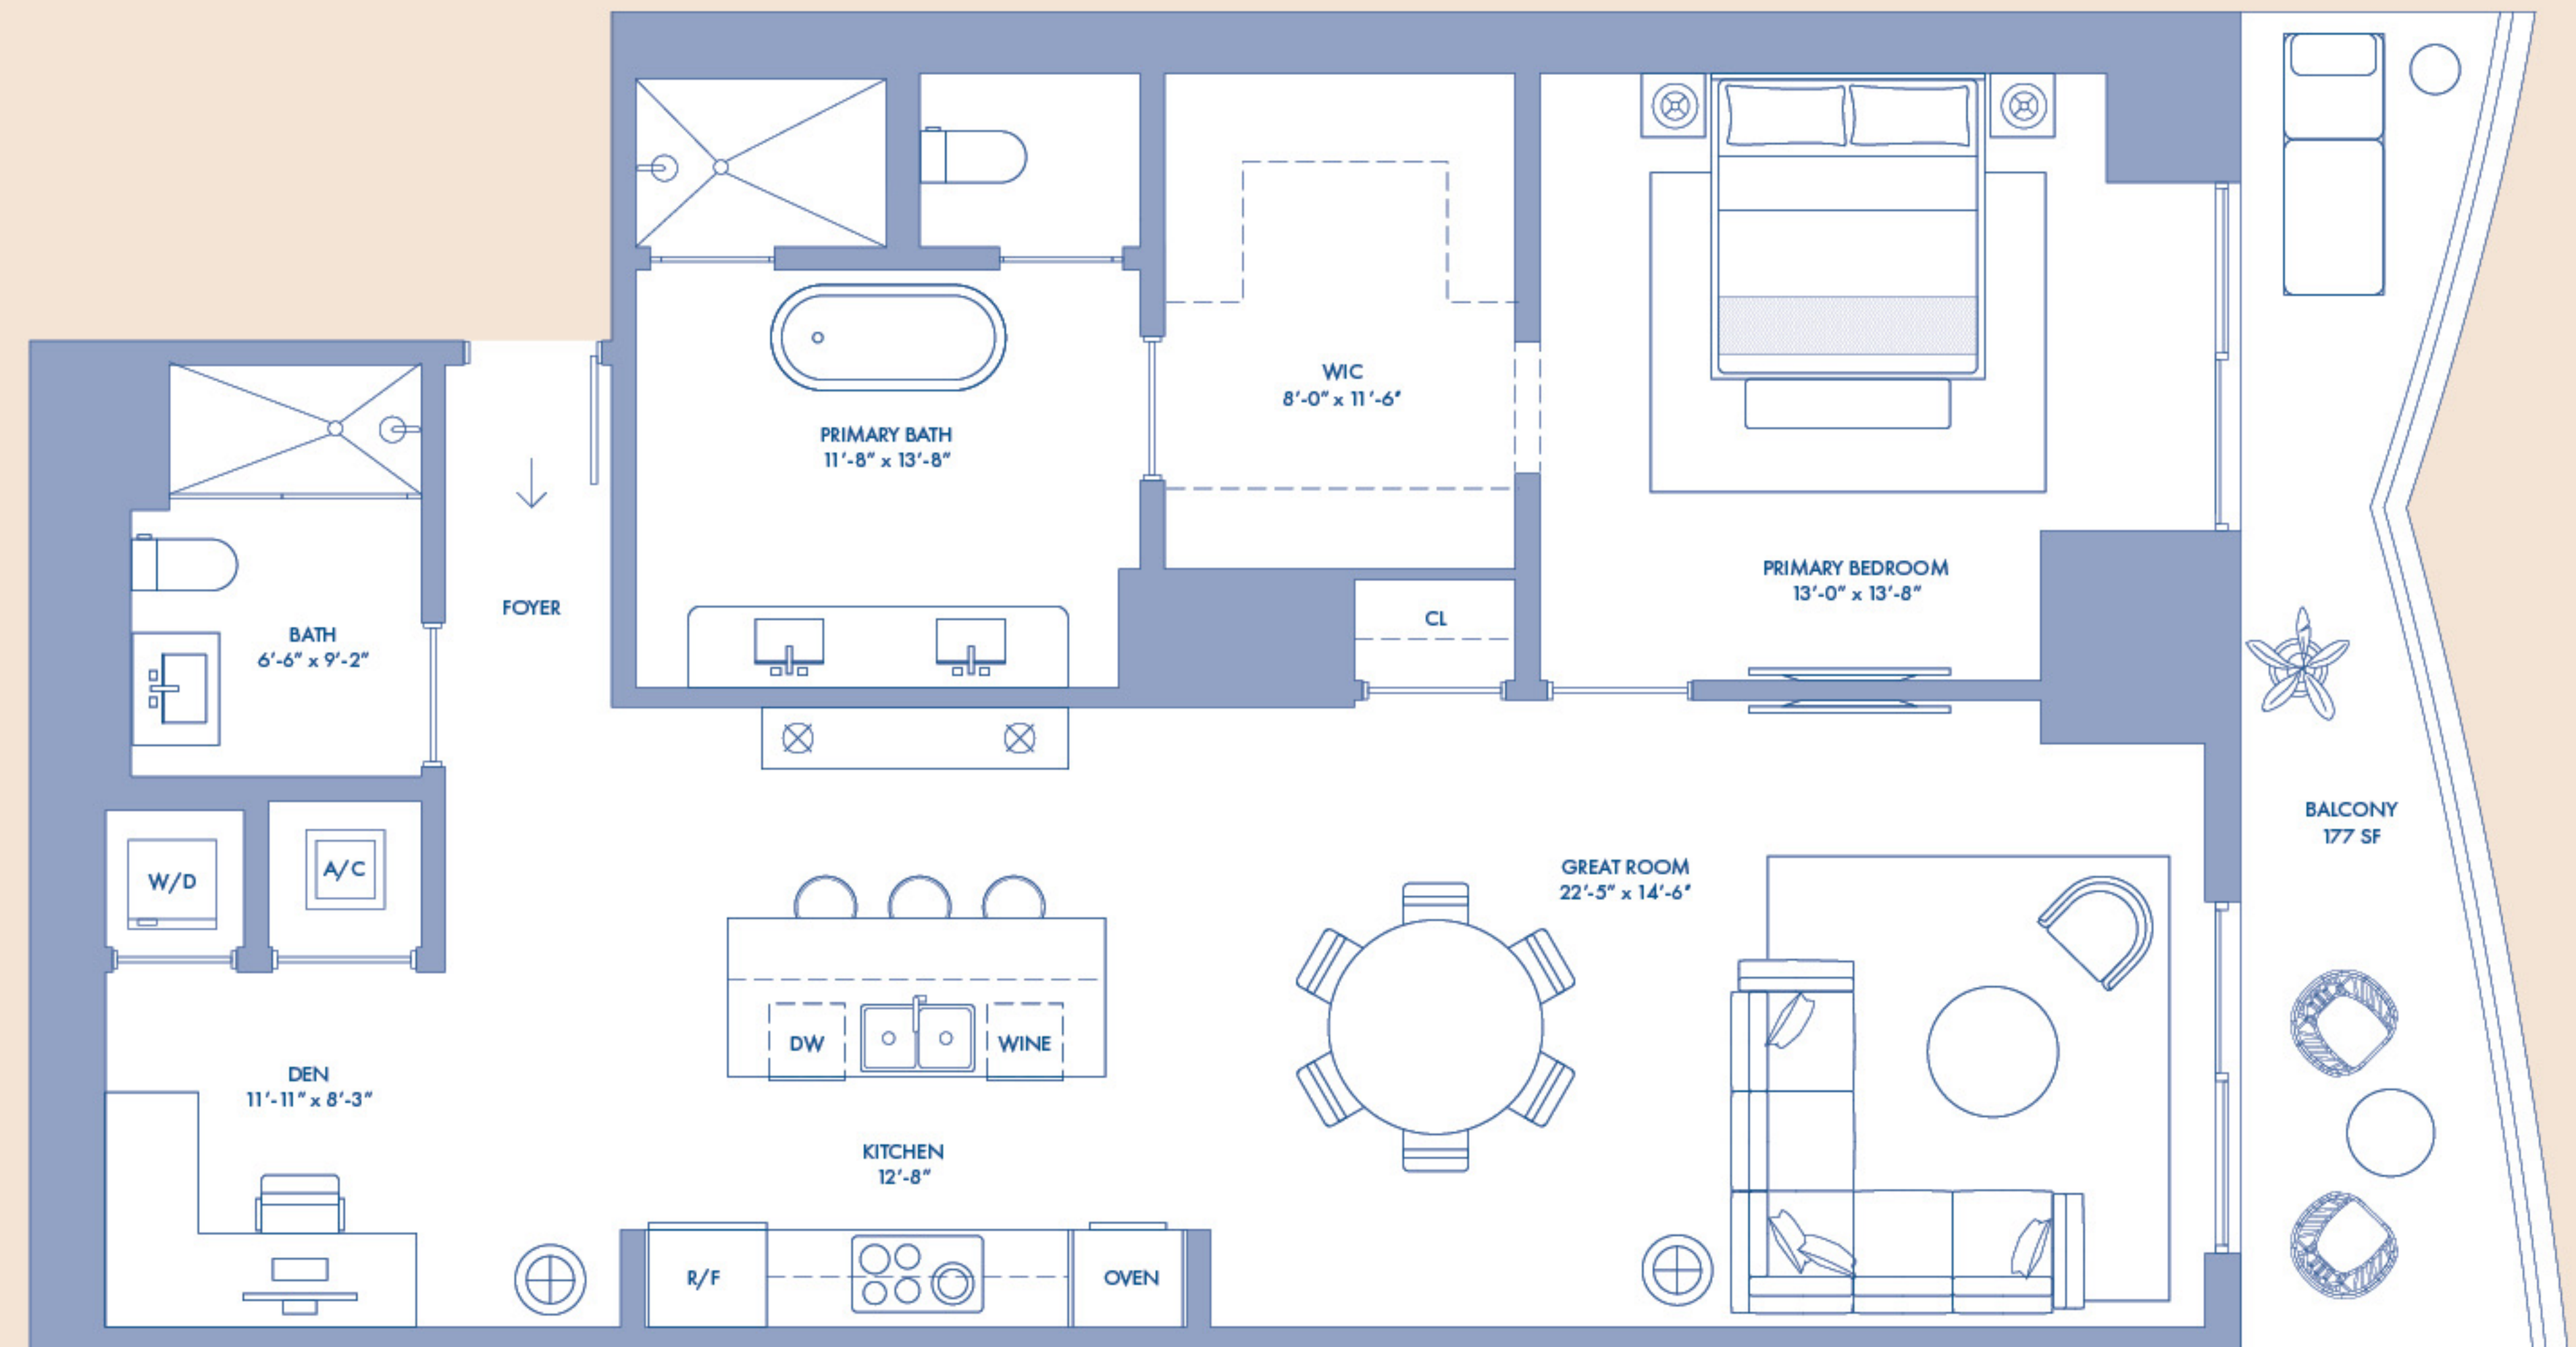 WIC
8'-0" x 11'-6"
PRIMARY BATH
11'-8" x 13'-8"
PRIMARY BEDROOM
13'-0" x 13'-8"
FOYER
CL
BATH
6'-6" x 9'-2"
BALCONY
177 SF
GREAT ROOM
22'-5" x 14'-6"
W/D
A/C
DW
WINE
DEN
11'-11" x 8'-3"
KITCHEN
12'-8"
R/F
OVEN